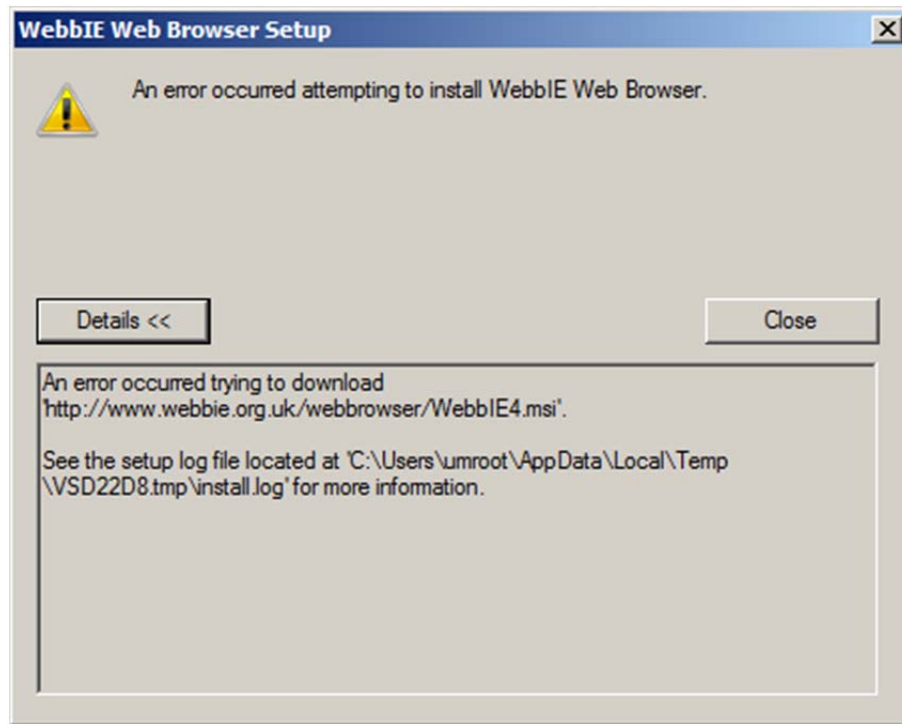 WebbIE Web Browser Setup
An error occurred attempting to install WebbIE Web Browser.
Details <<
Close
An error occurred trying to download
'http://www.webbie.org.uk/webbrowser/WebbIE4.msi'.
See the setup log file located at 'C:\Users\umroot\AppData\Local\Temp
\VSD22D8.tmp\install.log' for more information.